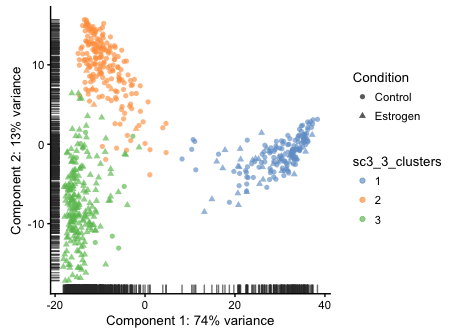 Component 2: 13% variance
10
0
-10
-20
0
20
40
Component 1: 74% variance
Condition
Control
Estrogen
sc3_3_clusters
1
2
3